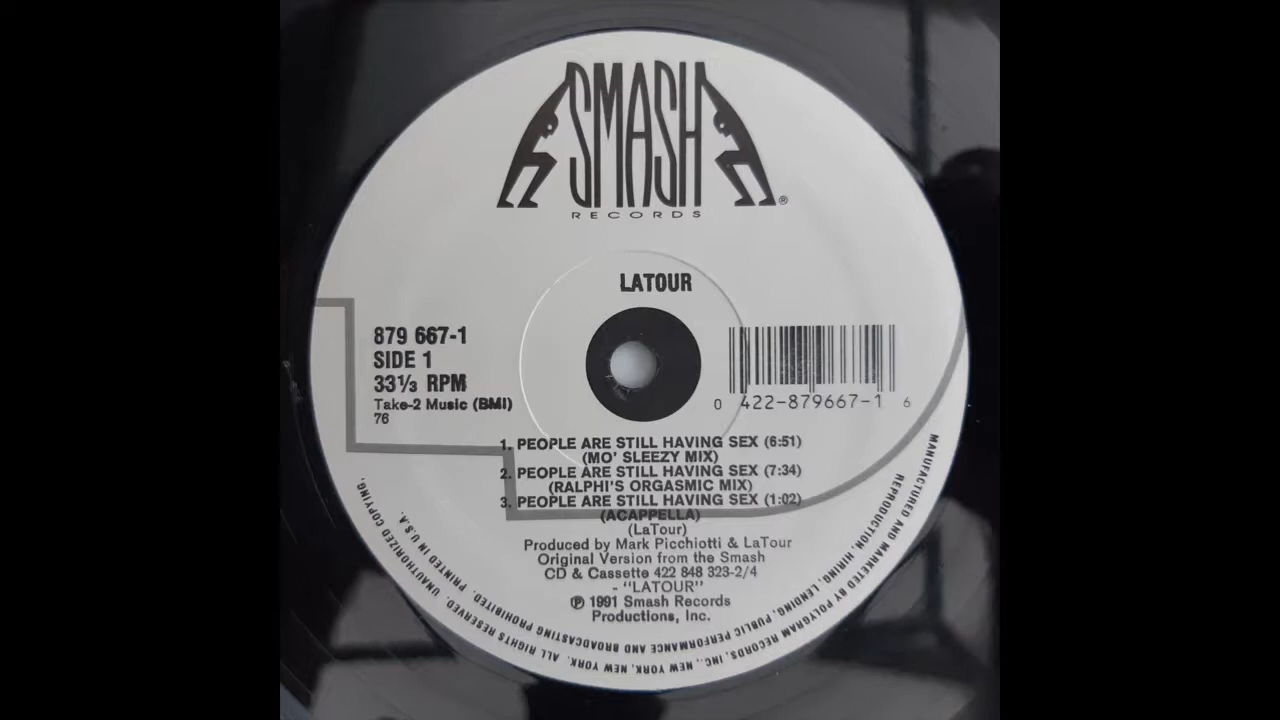 SMASH
RECORDS
®
LATOUR
879 667-1
SIDE 1
33⅓ RPM
Take-2 Music (BMI)
76
0 422-879667-1 6
1. PEOPLE ARE STILL HAVING SEX (6:51)
(MO' SLEEZY MIX)
2. PEOPLE ARE STILL HAVING SEX (7:34)
(RALPHI'S ORGASMIC MIX)
3. PEOPLE ARE STILL HAVING SEX (1:02)
(ACAPPELLA)
(LaTour)
Produced by Mark Picchiotti & LaTour
Original Version from the Smash
CD & Cassette 422 848 323-2/4
- "LATOUR"
℗ 1991 Smash Records
Productions, Inc.
MANUFACTURED AND MARKETED BY POLYGRAM RECORDS, INC., NEW YORK, NEW YORK. ALL RIGHTS RESERVED. UNAUTHORIZED COPYING,
REPRODUCTION, HIRING, LENDING, PUBLIC PERFORMANCE AND BROADCASTING PROHIBITED. PRINTED IN U.S.A.